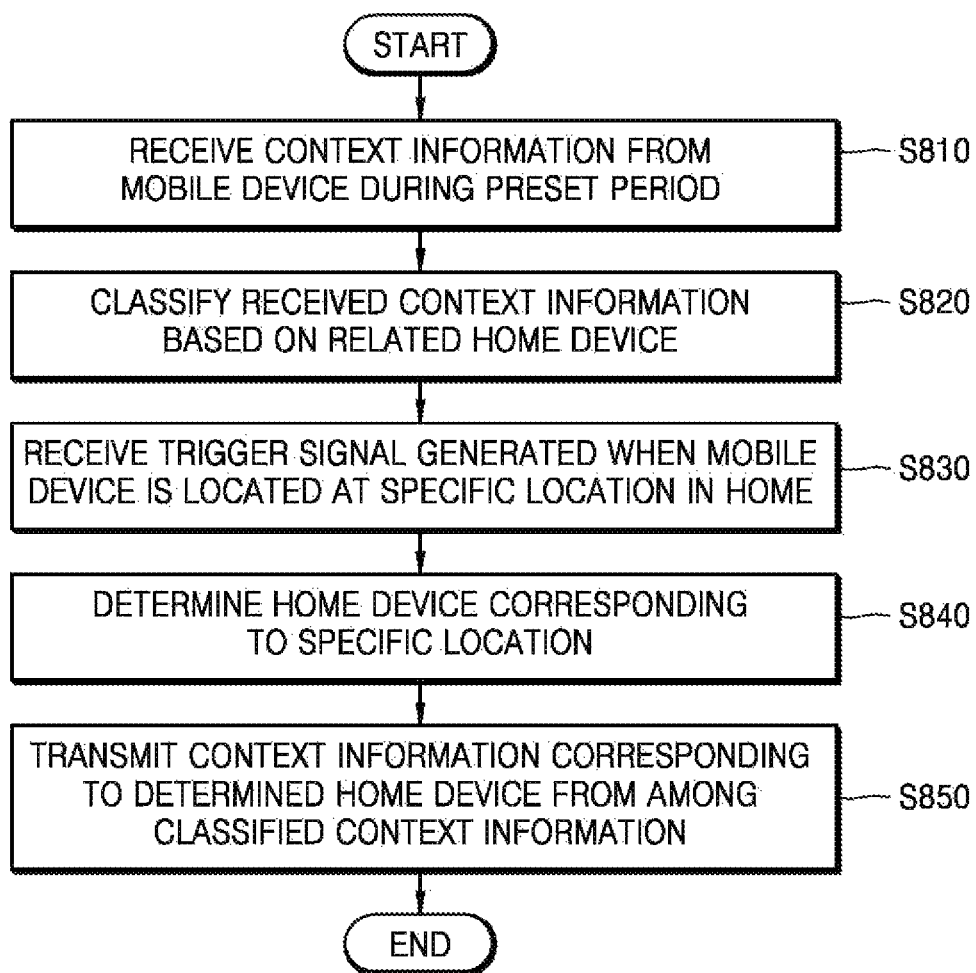 START
RECEIVE CONTEXT INFORMATION FROM
MOBILE DEVICE DURING PRESET PERIOD
S810
CLASSIFY RECEIVED CONTEXT INFORMATION
BASED ON RELATED HOME DEVICE
S820
RECEIVE TRIGGER SIGNAL GENERATED WHEN MOBILE
DEVICE IS LOCATED AT SPECIFIC LOCATION IN HOME
S830
DETERMINE HOME DEVICE CORRESPONDING
TO SPECIFIC LOCATION
S840
TRANSMIT CONTEXT INFORMATION CORRESPONDING
TO DETERMINED HOME DEVICE FROM AMONG
CLASSIFIED CONTEXT INFORMATION
S850
END